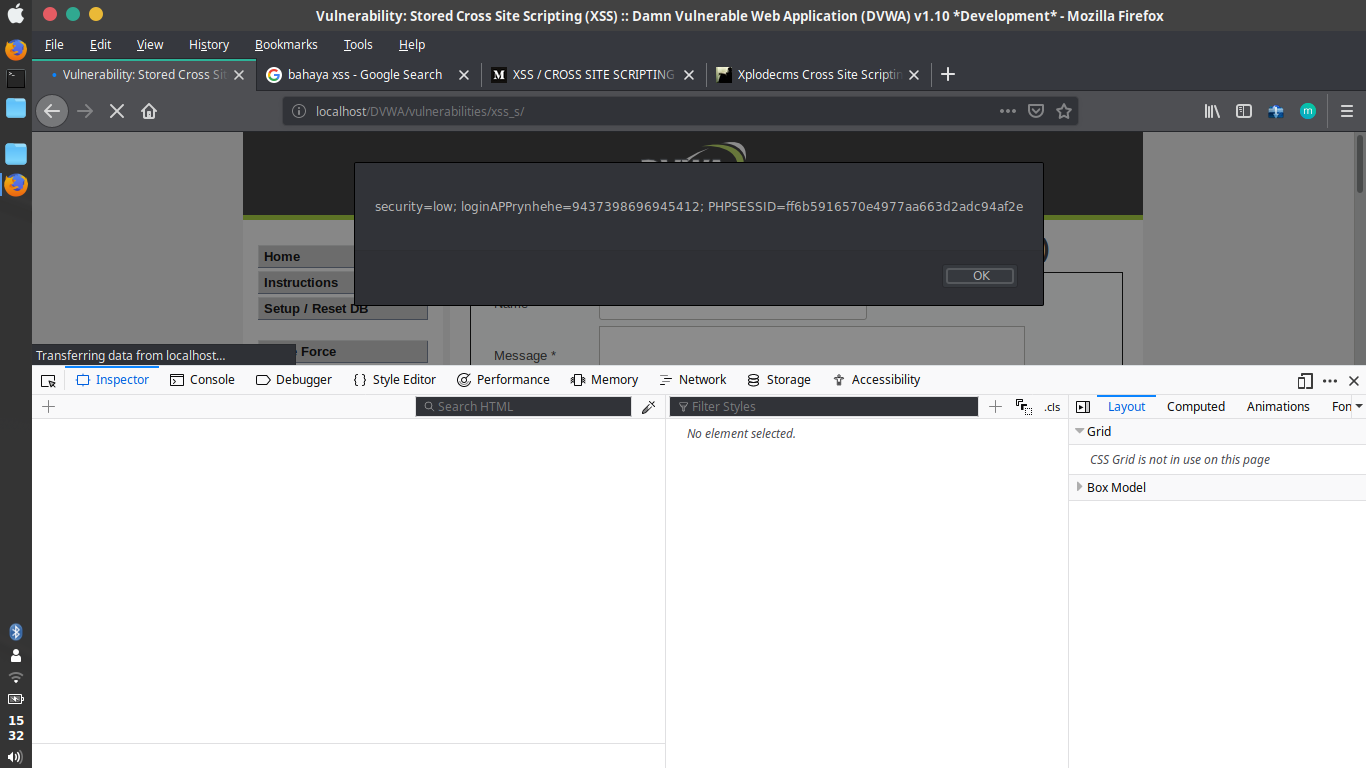 Vulnerability: Stored Cross Site Scripting (XSS) :: Damn Vulnerable Web Application (DVWA) v1.10 *Development* - Mozilla Firefox
File Edit View History Bookmarks Tools Help
Vulnerability: Stored Cross Sit
bahaya xss - Google Search
M XSS / CROSS SITE SCRIPTING
Xplodecms Cross Site Scriptin
localhost/DVWA/vulnerabilities/xss_s/
m
security=low; loginAPPrynhehe=9437398696945412; PHPSESSID=ff6b5916570e4977aa663d2adc94af2e
OK
Home
Instructions
Setup / Reset DB
Force
Message *
Transferring data from localhost...
Inspector Console Debugger {} Style Editor Performance Memory Network Storage Accessibility
Search HTML
Filter Styles
.cls
Layout Computed Animations Fon
No element selected.
Grid
CSS Grid is not in use on this page
Box Model
15
32